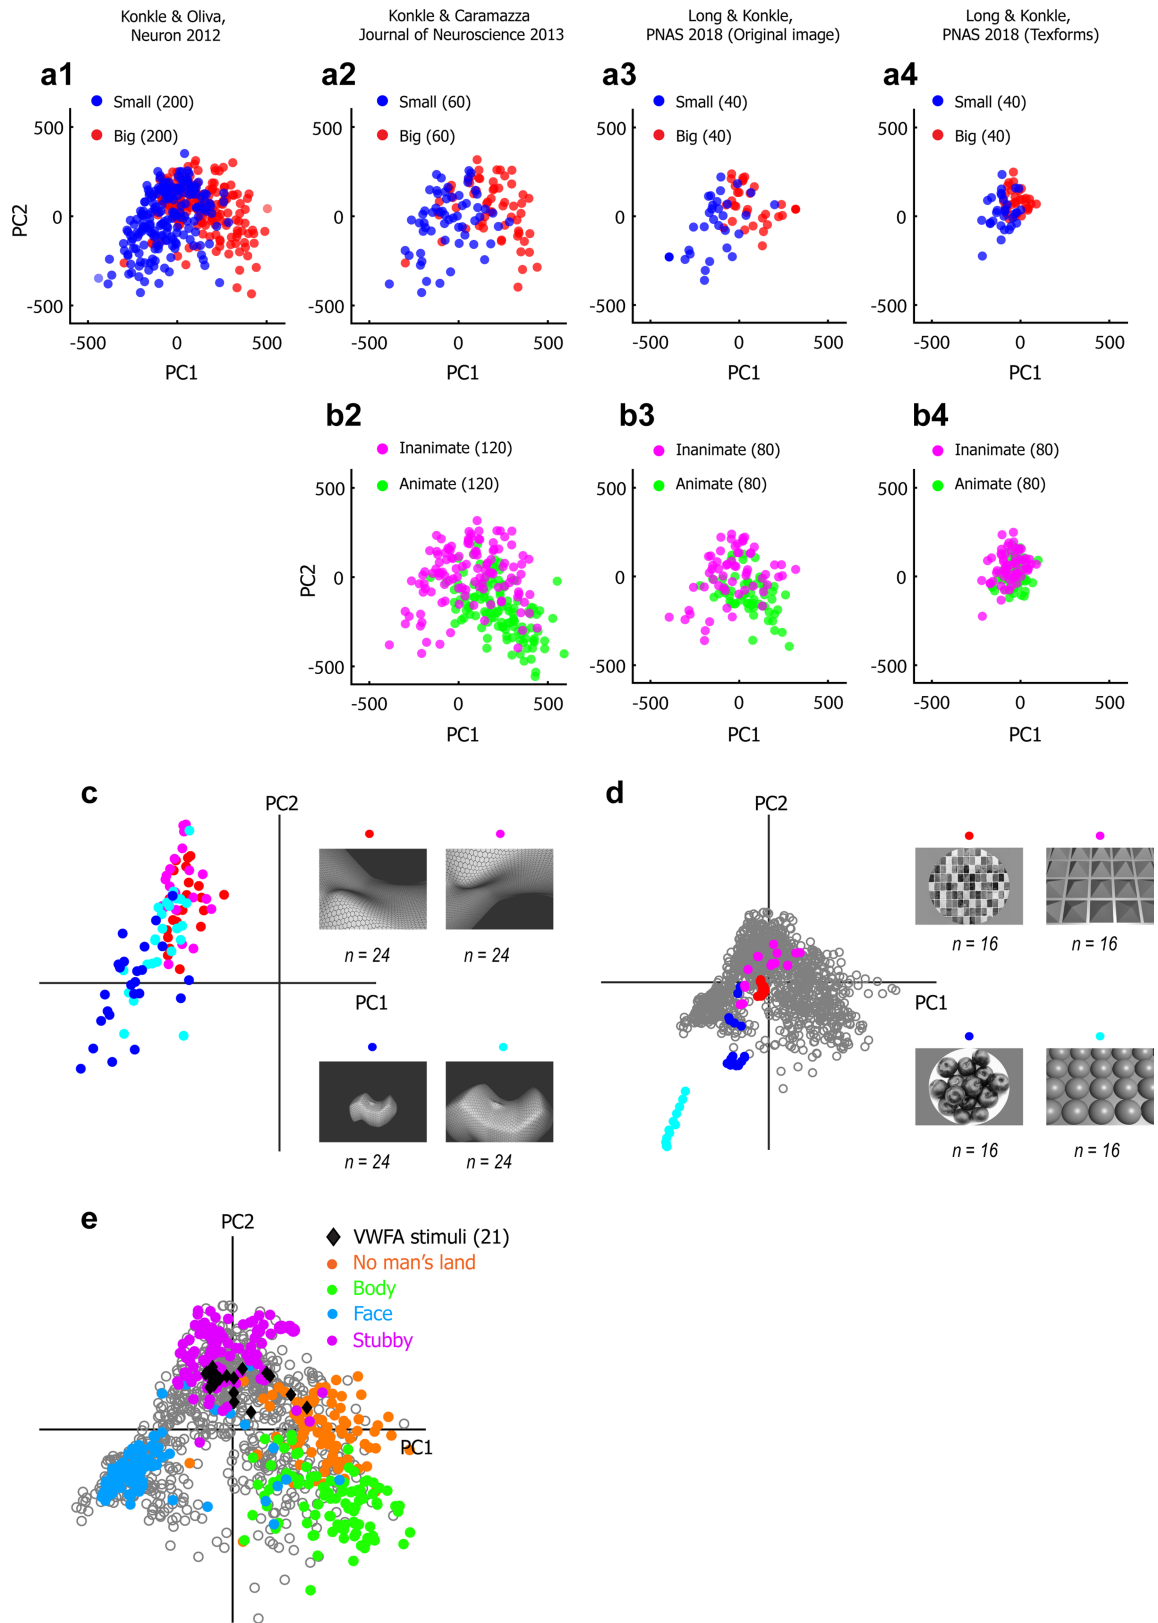 Konkle & Oliva,
Neuron 2012
Konkle & Caramazza
Journal of Neuroscience 2013
Long & Konkle,
PNAS 2018 (Original image)
Long & Konkle,
PNAS 2018 (Texforms)
a1
Small (200)
Big (200)
500
0
-500
PC2
-500 0 500
PC1
a2
Small (60)
Big (60)
500
0
-500
-500 0 500
PC1
a3
Small (40)
Big (40)
500
0
-500
-500 0 500
PC1
a4
Small (40)
Big (40)
500
0
-500
-500 0 500
PC1
b2
Inanimate (120)
Animate (120)
500
0
-500
PC2
-500 0 500
PC1
b3
Inanimate (80)
Animate (80)
500
0
-500
-500 0 500
PC1
b4
Inanimate (80)
Animate (80)
500
0
-500
-500 0 500
PC1
c
PC2
PC1
n = 24
n = 24
n = 24
n = 24
d
PC2
PC1
n = 16
n = 16
n = 16
n = 16
e
PC2
VWFA stimuli (21)
No man's land
Body
Face
Stubby
PC1